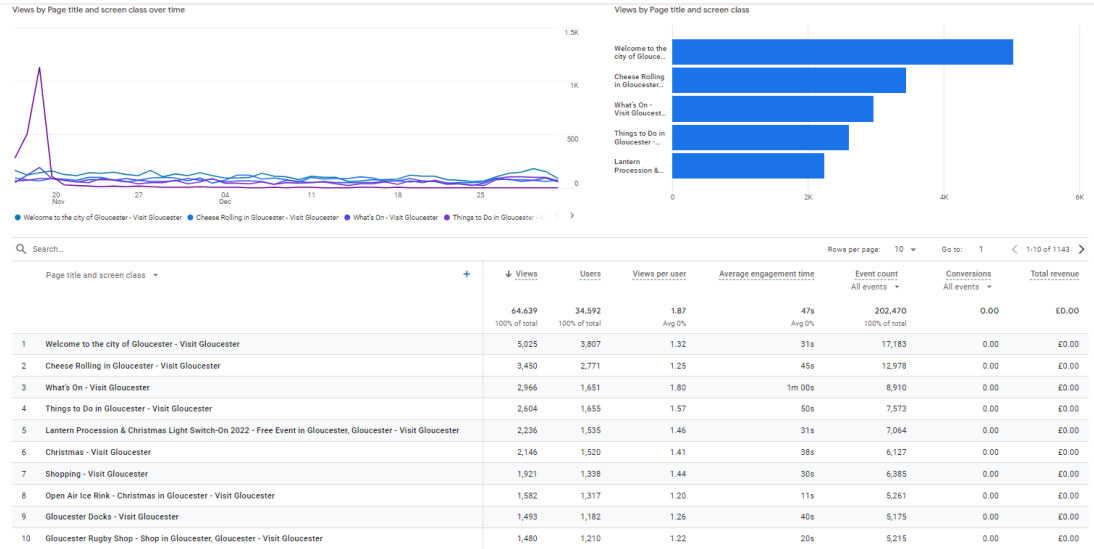 Views by Page title and screen class over time
1.5K
1K
500
0
20
Nov
27
04
Dec
11
18
25
Welcome to the city of Gloucester - Visit Gloucester
Cheese Rolling in Gloucester - Visit Gloucester
What's On - Visit Gloucester
Things to Do in Gloucester -
Views by Page title and screen class
Welcome to the
city of Glouce...
Cheese Rolling
in Gloucester...
What's On -
Visit Gloucest...
Things to Do in
Gloucester -...
Lantern
Procession &...
0 2K 4K 6K
Search...
Rows per page: 10 Go to: 1 1-10 of 1143
Page title and screen class + Views Users Views per user Average engagement time Event count Conversions Total revenue
All events All events
64,639 34,592 1.87 47s 202,470 0.00 £0.00
100% of total 100% of total Avg 0% Avg 0% 100% of total
1 Welcome to the city of Gloucester - Visit Gloucester 5,025 3,807 1.32 31s 17,183 0.00 £0.00
2 Cheese Rolling in Gloucester - Visit Gloucester 3,450 2,771 1.25 45s 12,978 0.00 £0.00
3 What's On - Visit Gloucester 2,966 1,651 1.80 1m 00s 8,910 0.00 £0.00
4 Things to Do in Gloucester - Visit Gloucester 2,604 1,655 1.57 50s 7,573 0.00 £0.00
5 Lantern Procession & Christmas Light Switch-On 2022 - Free Event in Gloucester, Gloucester - Visit Gloucester 2,236 1,535 1.46 31s 7,064 0.00 £0.00
6 Christmas - Visit Gloucester 2,146 1,520 1.41 38s 6,127 0.00 £0.00
7 Shopping - Visit Gloucester 1,921 1,338 1.44 30s 6,385 0.00 £0.00
8 Open Air Ice Rink - Christmas in Gloucester - Visit Gloucester 1,582 1,317 1.20 11s 5,261 0.00 £0.00
9 Gloucester Docks - Visit Gloucester 1,493 1,182 1.26 40s 5,175 0.00 £0.00
10 Gloucester Rugby Shop - Shop in Gloucester, Gloucester - Visit Gloucester 1,480 1,210 1.22 20s 5,215 0.00 £0.00